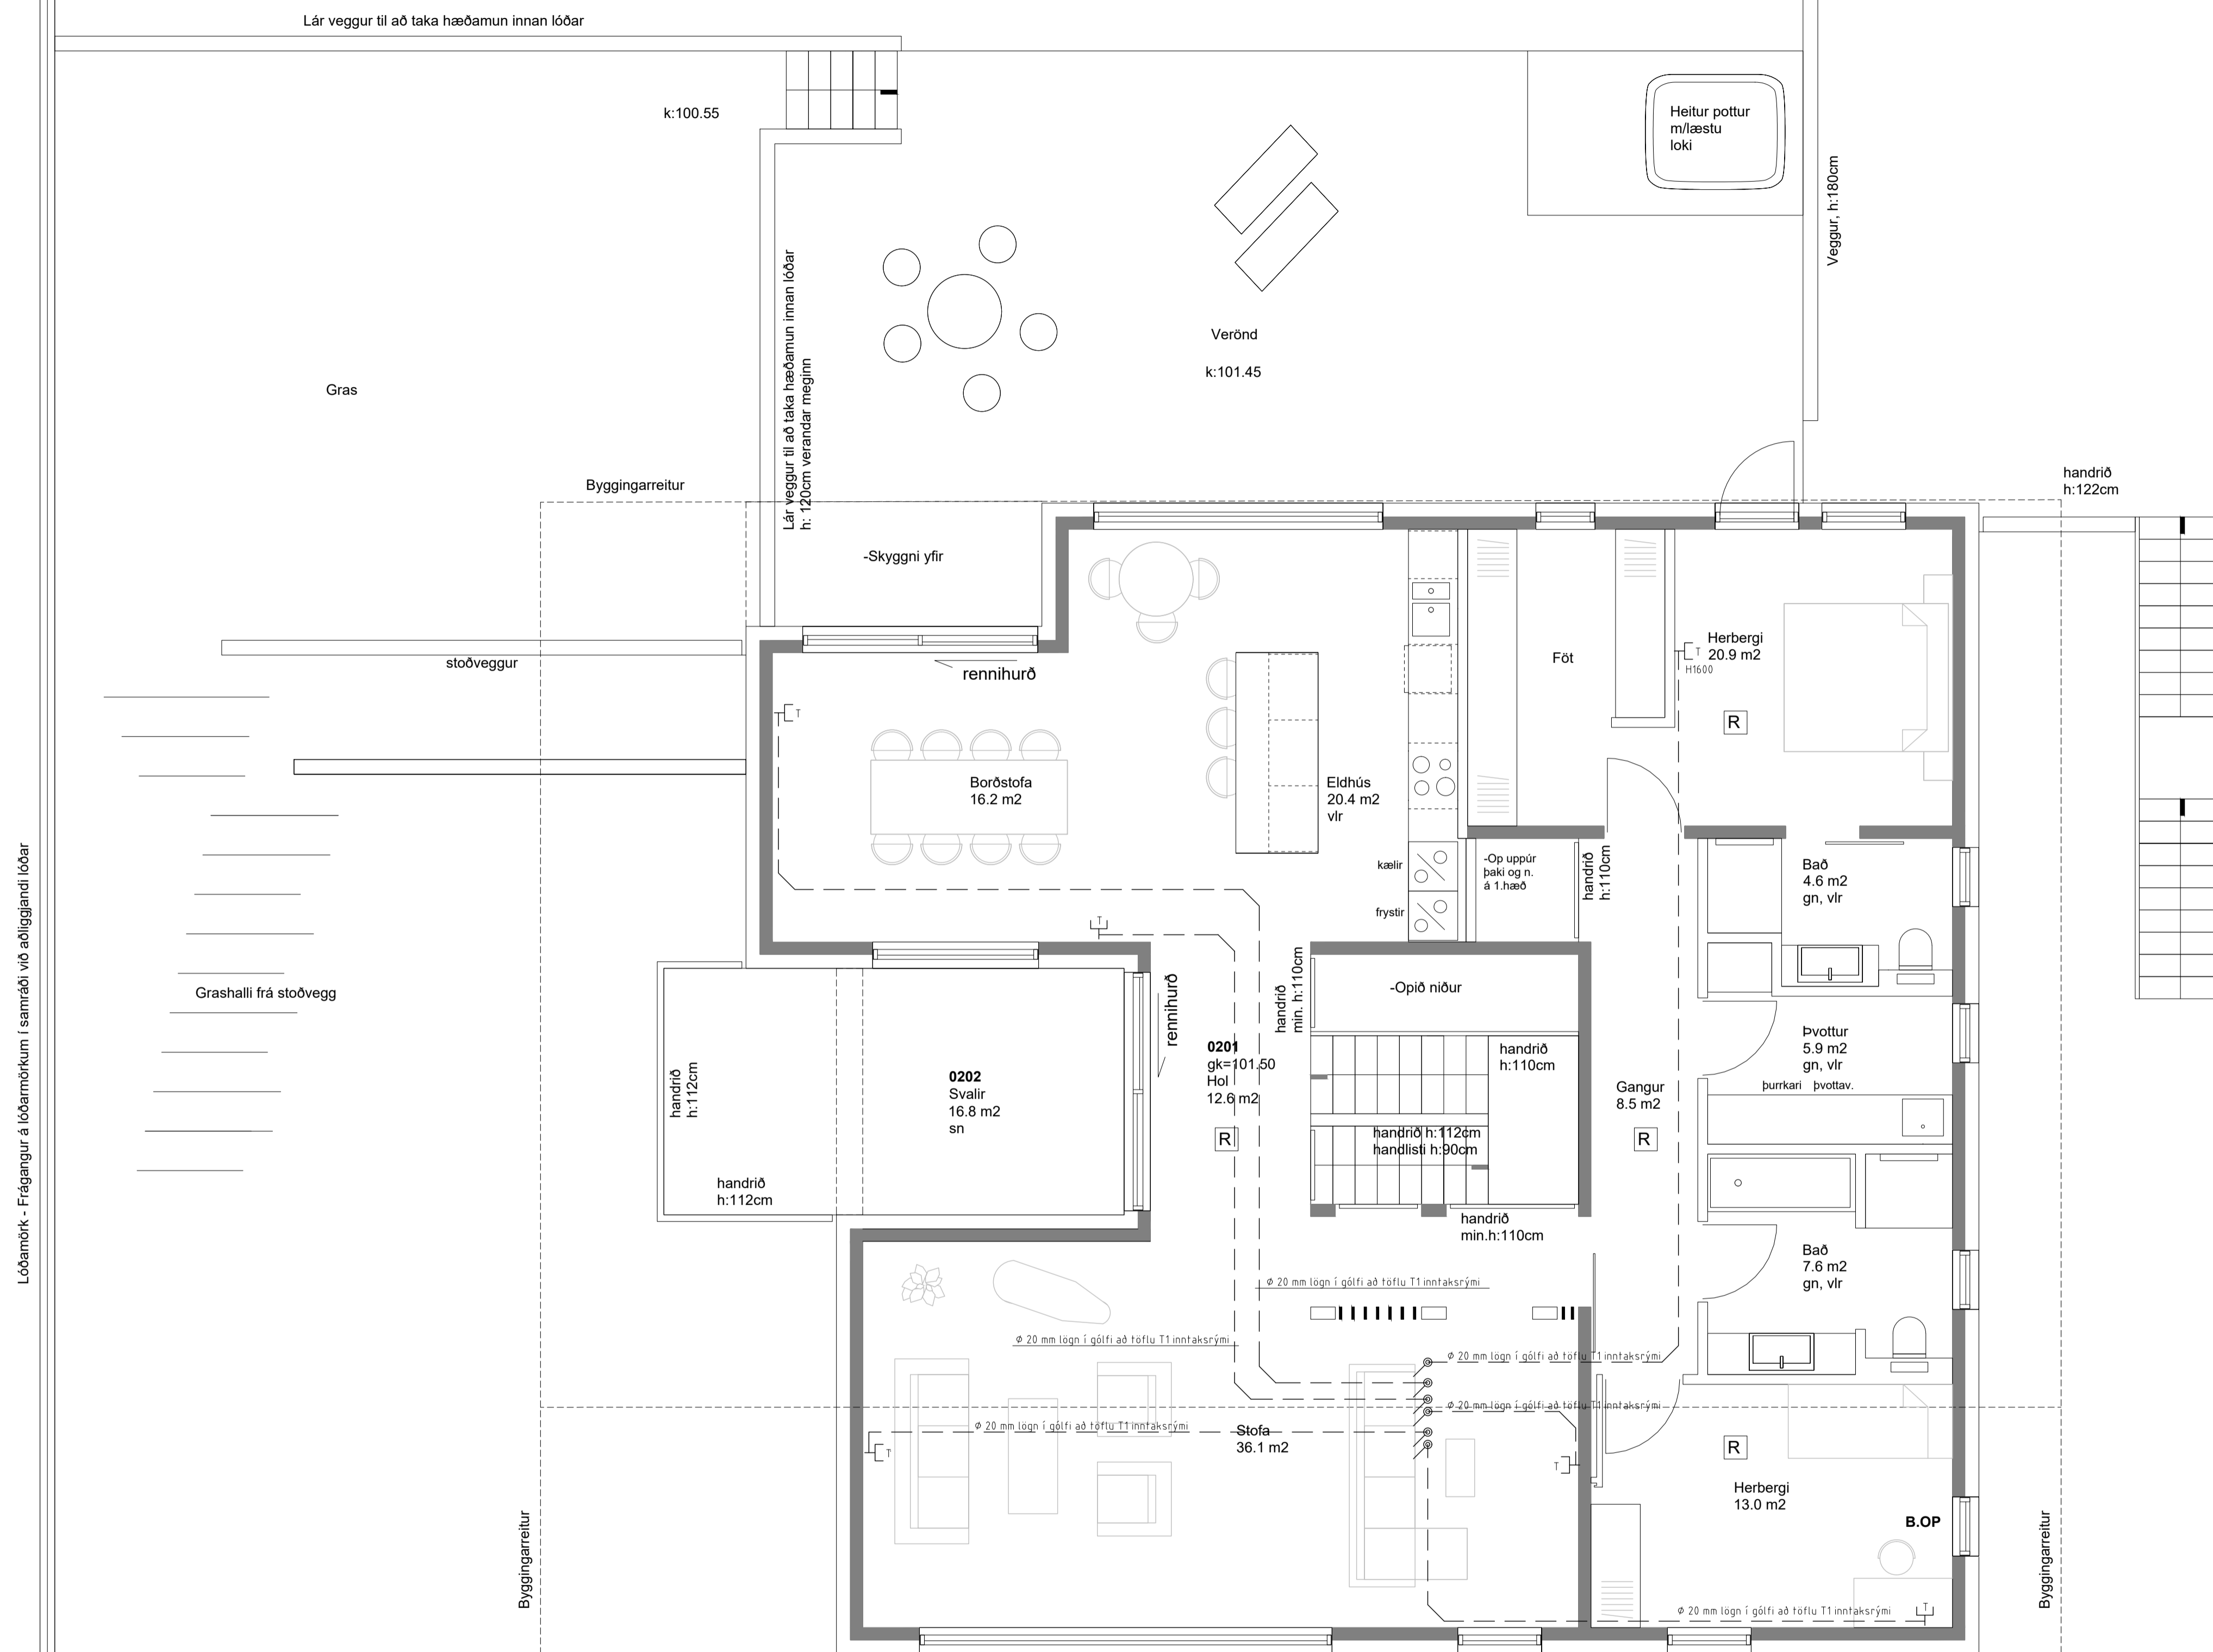 Lár veggur til að taka hæðamun innan lóðar
k:100.55
Heitur pottur
m/læstu
loki
Veggur, h:180cm
Lár veggur til að taka hæðamun innan lóðar
h: 120cm verandar meginn
Verönd
k:101.45
Gras
Byggingarreitur
handrið
h:122cm
-Skyggni yfir
stoðveggur
rennihurð
T
Föt
Herbergi
20.9 m2
T
H1600
R
Borðstofa
16.2 m2
Eldhús
20.4 m2
vlr
kælir
frystir
-Op uppúr
þaki og n.
á 1.hæð
handrið
h:110cm
Bað
4.6 m2
gn, vlr
T
Lóðamörk - Frágangur á lóðarmörkum í samráði við aðliggjandi lóðar
Grashalli frá stoðvegg
rennihurð
handrið
min. h:110cm
-Opið niður
0201
gk=101.50
Hol
12.6 m2
R
handrið
h:110cm
Þvottur
5.9 m2
gn, vlr
þurrkari þvottav.
0202
Svalir
16.8 m2
sn
handrið
h:112cm
handrið
h:112cm
Gangur
8.5 m2
R
handrið h:112cm
handlisti h:90cm
handrið
min.h:110cm
Bað
7.6 m2
gn, vlr
ø 20 mm lögn í gólfi að töflu T1 inntaksrými
ø 20 mm lögn í gólfi að töflu T1 inntaksrými
ø 20 mm lögn í gólfi að töflu T1 inntaksrými
ø 20 mm lögn í gólfi að töflu T1 inntaksrými
ø 20 mm lögn í gólfi að töflu T1 inntaksrými
Stofa
36.1 m2
T
T
R
Herbergi
13.0 m2
B.OP
Byggingarreitur
Byggingarreitur
ø 20 mm lögn í gólfi að töflu T1 inntaksrými
T